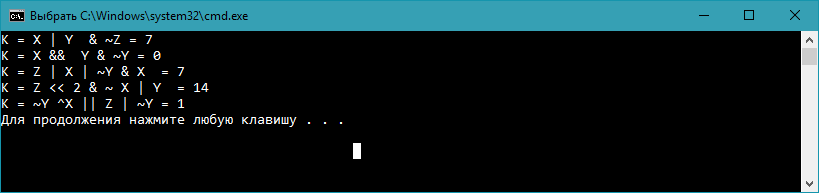 Выбрать C:\Windows\system32\cmd.exe
K = X | Y  & ~Z = 7
K = X &&  Y & ~Y = 0
K = Z | X | ~Y & X  = 7
K = Z << 2 & ~ X | Y  = 14
K = ~Y ^X || Z | ~Y = 1
Для продолжения нажмите любую клавишу . . .